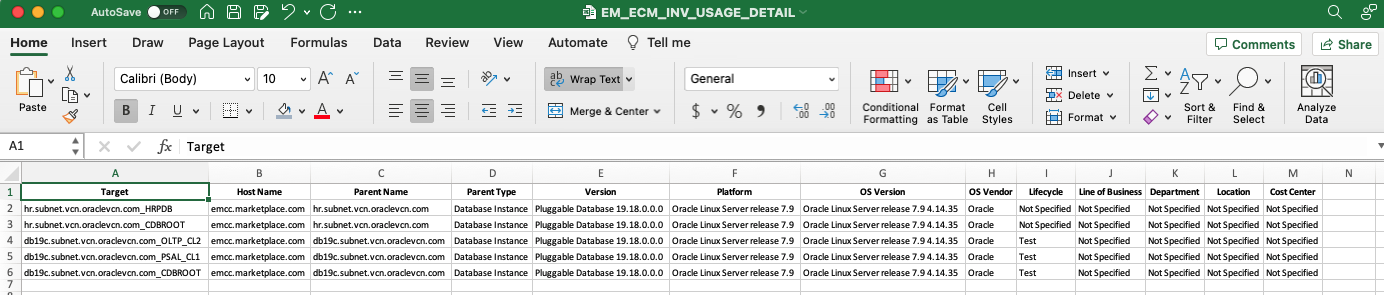 AutoSave OFF EM_ECM_INV_USAGE_DETAIL
Home Insert Draw Page Layout Formulas Data Review View Automate Tell me Comments Share
Paste Calibri (Body) 10 A A ab Wrap Text General Conditional Formatting Format as Table Cell Styles Insert Delete Format Sort & Filter Find & Select Analyze Data
B I U A Merge & Center $ % 9
A1 fx Target
A B C D E F G H I J K L M N
1 Target Host Name Parent Name Parent Type Version Platform OS Version OS Vendor Lifecycle Line of Business Department Location Cost Center
2 hr.subnet.vcn.oraclevcn.com_HRPDB emcc.marketplace.com hr.subnet.vcn.oraclevcn.com Database Instance Pluggable Database 19.18.0.0.0 Oracle Linux Server release 7.9 Oracle Linux Server release 7.9 4.14.35 Oracle Not Specified Not Specified Not Specified Not Specified Not Specified
3 hr.subnet.vcn.oraclevcn.com_CDBROOT emcc.marketplace.com hr.subnet.vcn.oraclevcn.com Database Instance Pluggable Database 19.18.0.0.0 Oracle Linux Server release 7.9 Oracle Linux Server release 7.9 4.14.35 Oracle Not Specified Not Specified Not Specified Not Specified Not Specified
4 db19c.subnet.vcn.oraclevcn.com_OLTP_CL2 emcc.marketplace.com db19c.subnet.vcn.oraclevcn.com Database Instance Pluggable Database 19.18.0.0.0 Oracle Linux Server release 7.9 Oracle Linux Server release 7.9 4.14.35 Oracle Test Not Specified Not Specified Not Specified Not Specified
5 db19c.subnet.vcn.oraclevcn.com_PSAL_CL1 emcc.marketplace.com db19c.subnet.vcn.oraclevcn.com Database Instance Pluggable Database 19.18.0.0.0 Oracle Linux Server release 7.9 Oracle Linux Server release 7.9 4.14.35 Oracle Test Not Specified Not Specified Not Specified Not Specified
6 db19c.subnet.vcn.oraclevcn.com_CDBROOT emcc.marketplace.com db19c.subnet.vcn.oraclevcn.com Database Instance Pluggable Database 19.18.0.0.0 Oracle Linux Server release 7.9 Oracle Linux Server release 7.9 4.14.35 Oracle Test Not Specified Not Specified Not Specified Not Specified
7